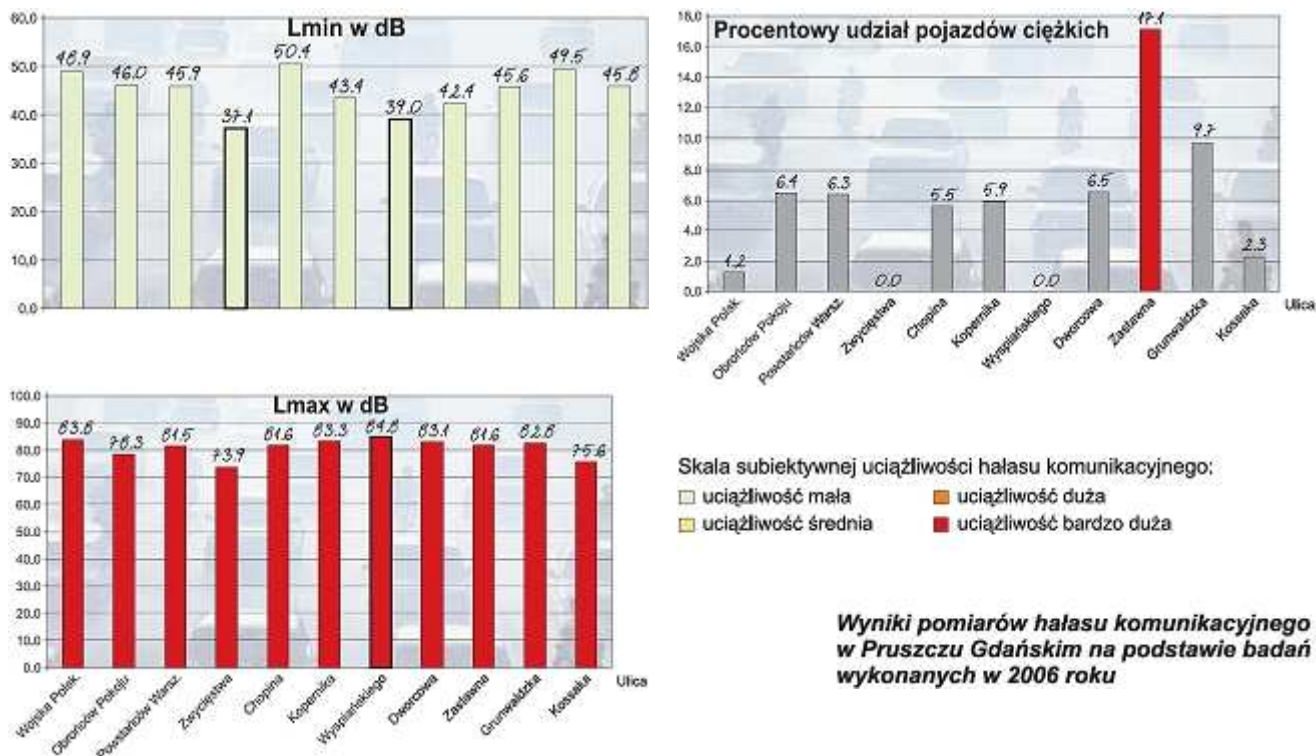 Lmin w dB
60.0
50.0
40.0
30.0
20.0
10.0
0.0
48.9 46.0 45.9 37.1 50.4 43.4 39.0 42.4 45.6 49.5 45.8
Procentowy udział pojazdów ciężkich
18.0
16.0
14.0
12.0
10.0
8.0
6.0
4.0
2.0
0.0
1.2 6.4 6.3 0.0 5.5 5.9 0.0 6.5 17.1 9.7 2.3
Wojska Polsk. Obrońców Pokoju Powstańców Warsz. Zwycięstwa Chopina Kopernika Wyspiańskiego Dworcowa Zastawna Grunwaldzka Kossaka Ulica
Lmax w dB
100.0
90.0
80.0
70.0
60.0
50.0
40.0
30.0
20.0
10.0
0.0
83.8 78.3 81.5 73.9 81.6 83.3 84.8 83.1 81.6 82.8 75.6
Wojska Polsk. Obrońców Pokoju Powstańców Warsz. Zwycięstwa Chopina Kopernika Wyspiańskiego Dworcowa Zastawna Grunwaldzka Kossaka Ulica
Skala subiektywnej uciążliwości hałasu komunikacyjnego:
uciążliwość mała uciążliwość duża
uciążliwość średnia uciążliwość bardzo duża
Wyniki pomiarów hałasu komunikacyjnego
w Pruszczu Gdańskim na podstawie badań
wykonanych w 2006 roku